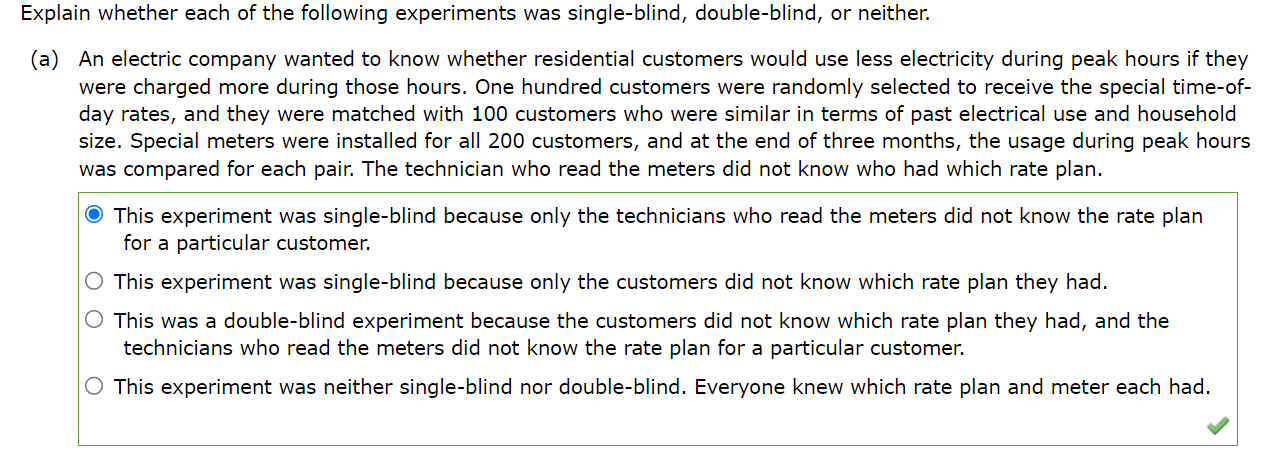 Explain whether each of the following experiments was single-blind, double-blind, or neither.
(a) An electric company wanted to know whether residential customers would use less electricity during peak hours if they
were charged more during those hours. One hundred customers were randomly selected to receive the special time-of-
day rates, and they were matched with 100 customers who were similar in terms of past electrical use and household
size. Special meters were installed for all 200 customers, and at the end of three months, the usage during peak hours
was compared for each pair. The technician who read the meters did not know who had which rate plan.
This experiment was single-blind because only the technicians who read the meters did not know the rate plan
for a particular customer.
This experiment was single-blind because only the customers did not know which rate plan they had.
This was a double-blind experiment because the customers did not know which rate plan they had, and the
technicians who read the meters did not know the rate plan for a particular customer.
This experiment was neither single-blind nor double-blind. Everyone knew which rate plan and meter each had.